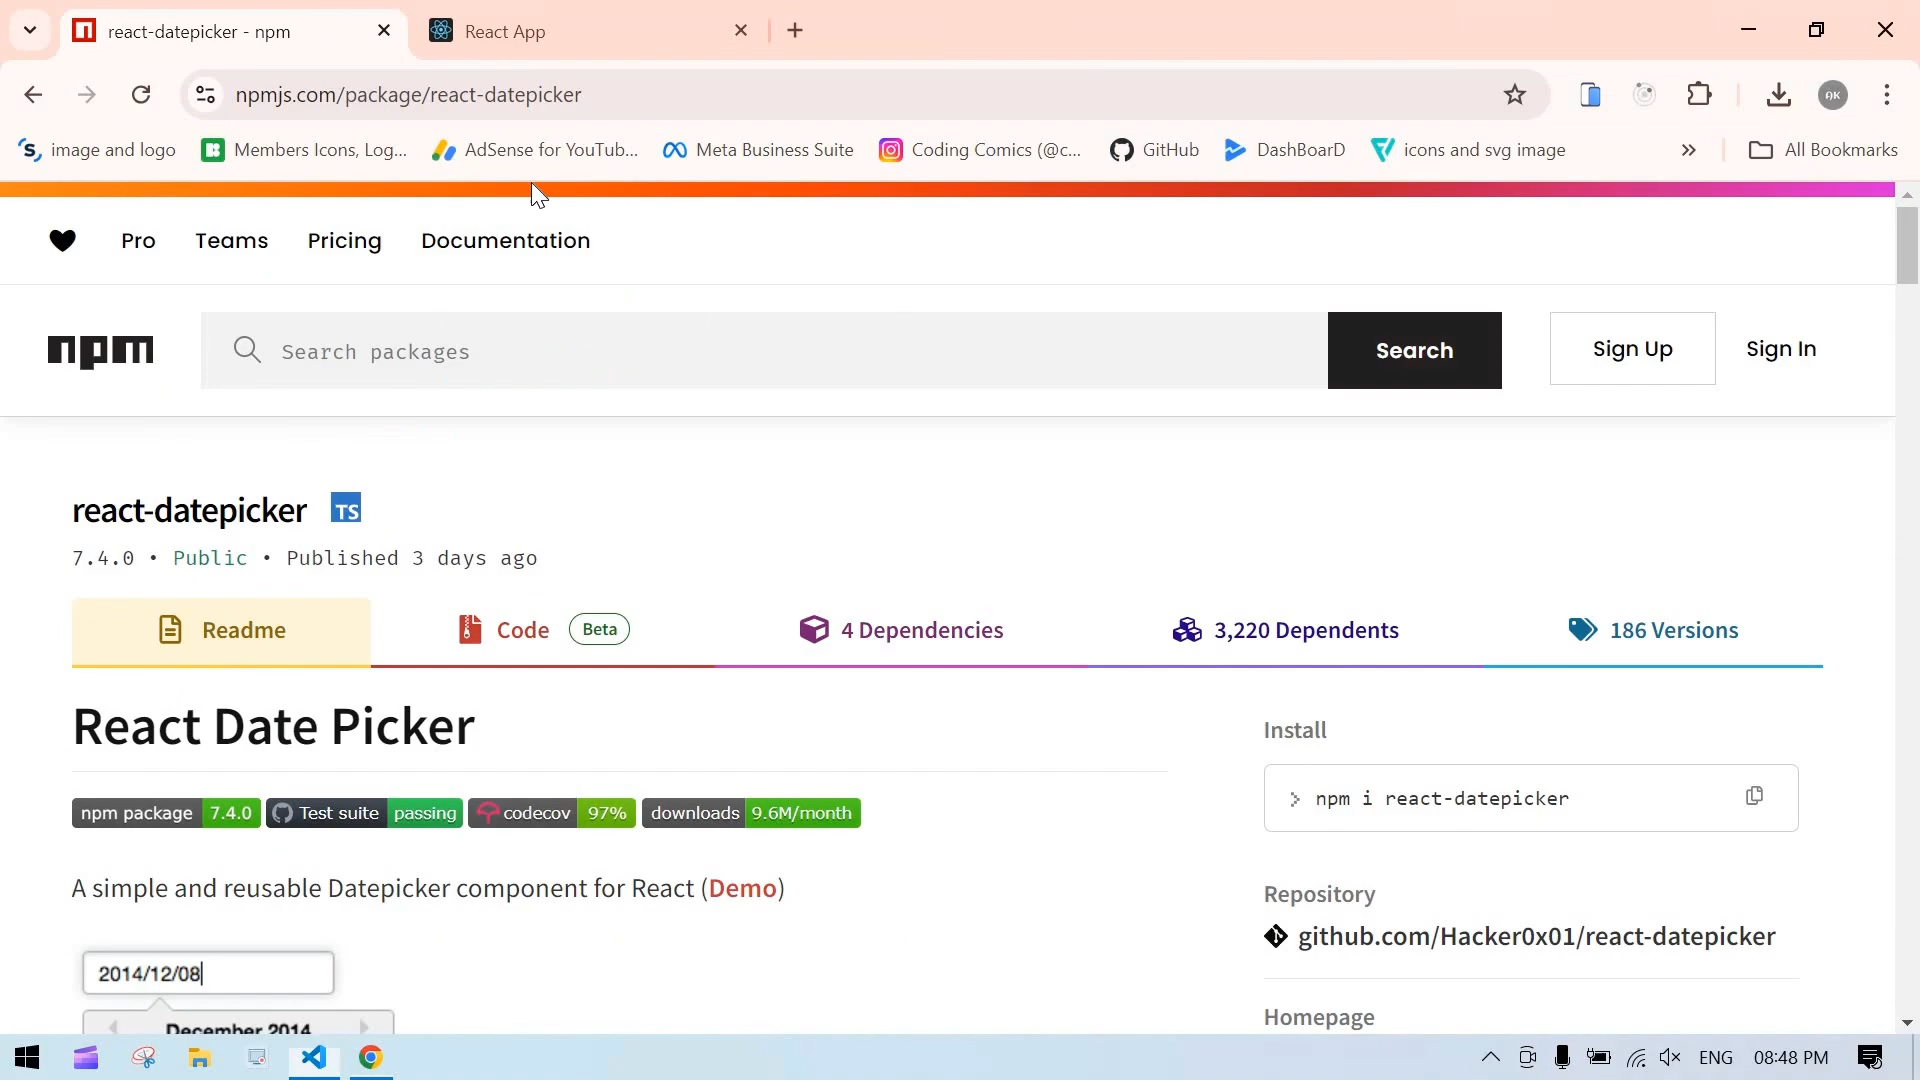 react-datepicker - npm
React App
npmjs.com/package/react-datepicker
AK
image and logo
Members Icons, Log...
AdSense for YouTub...
Meta Business Suite
Coding Comics (@c...
GitHub
DashBoarD
icons and svg image
All Bookmarks
Pro
Teams
Pricing
Documentation
npm
Search packages
Search
Sign Up
Sign In
react-datepicker
TS
7.4.0 • Public • Published 3 days ago
Readme
Code
Beta
4 Dependencies
3,220 Dependents
186 Versions
React Date Picker
npm package 7.4.0
Test suite passing
codecov 97%
downloads 9.6M/month
A simple and reusable Datepicker component for React (Demo)
2014/12/08
December 2014
Install
npm i react-datepicker
Repository
github.com/Hacker0x01/react-datepicker
Homepage
ENG
08:48 PM